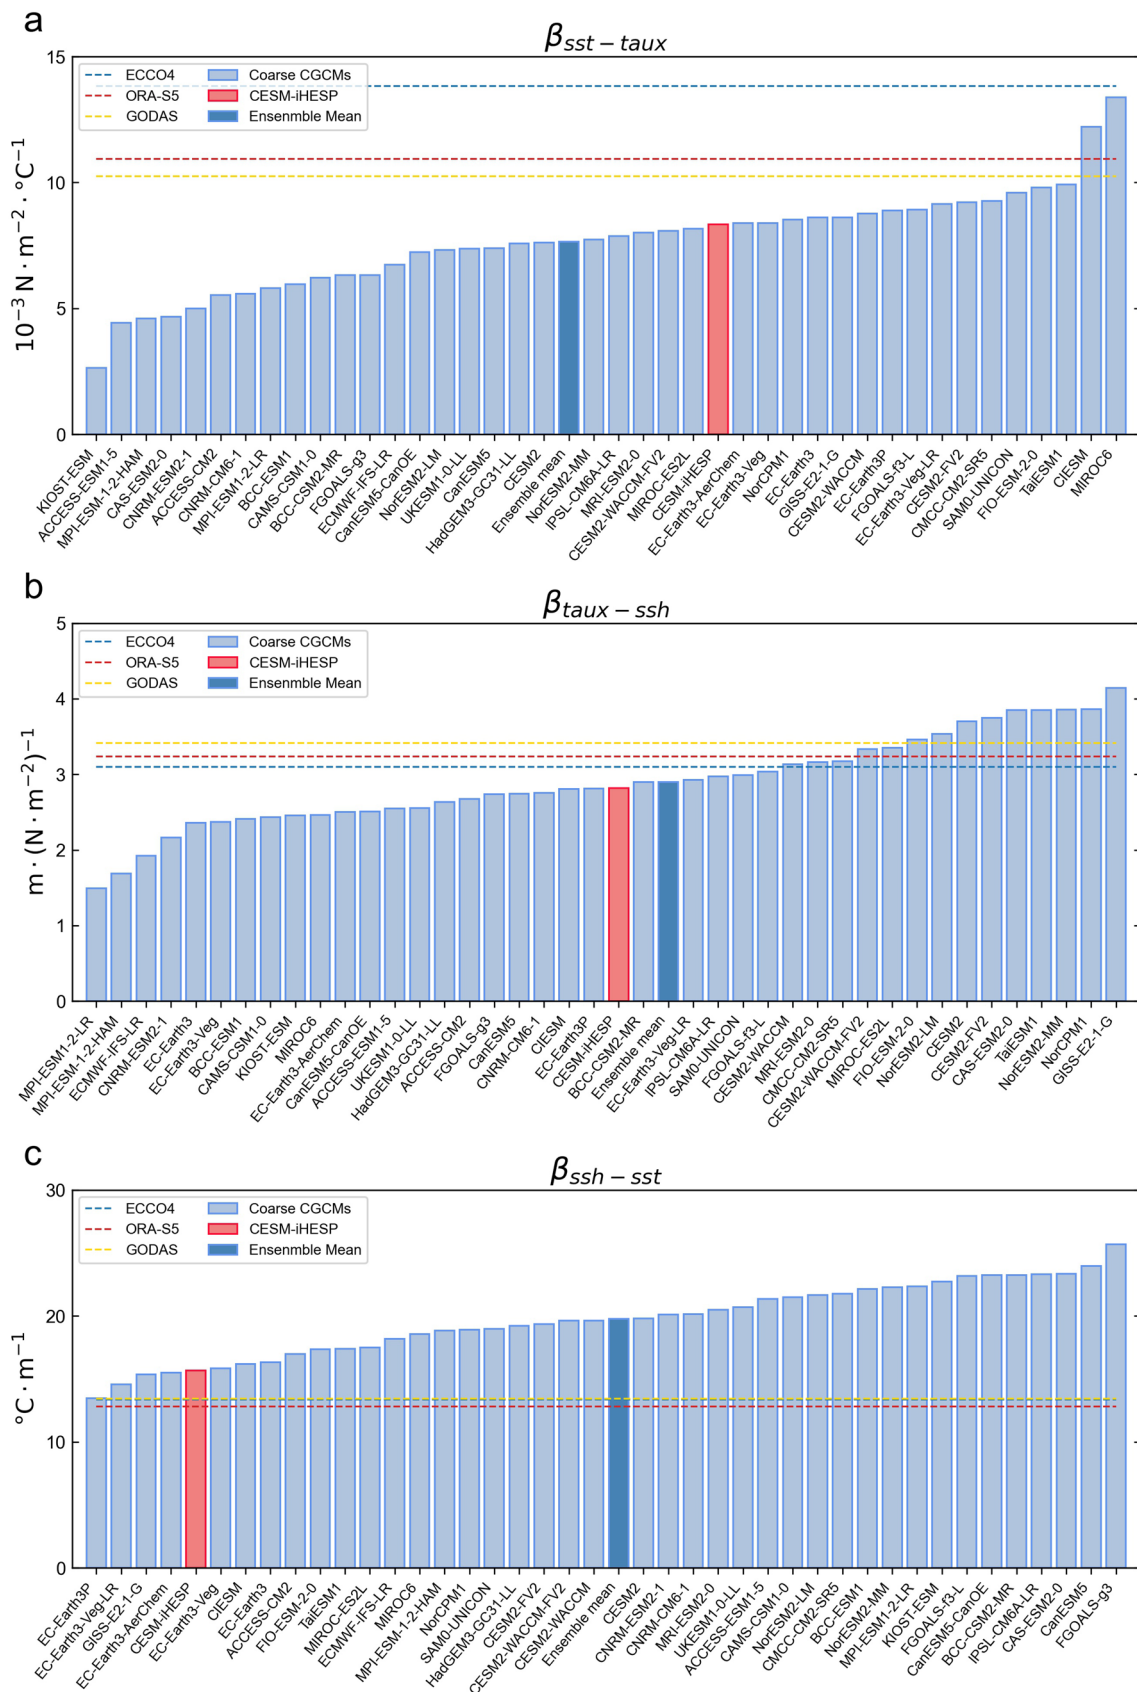 a
β_{sst − taux}
15
10
5
0
10⁻³ N · m⁻² · °C⁻¹
ECCO4
ORA-S5
GODAS
Coarse CGCMs
CESM-iHESP
Ensenmble Mean
KIOST-ESM
ACCESS-ESM1-5
MPI-ESM-1-2-HAM
CAS-ESM2-0
CNRM-ESM2-1
ACCESS-CM2
CNRM-CM6-1
MPI-ESM1-2-LR
BCC-ESM1
CAMS-CSM1-0
BCC-CSM2-MR
FGOALS-g3
ECMWF-IFS-LR
CanESM5-CanOE
NorESM2-LM
UKESM1-0-LL
CanESM5
HadGEM3-GC31-LL
CESM2
Ensemble mean
NorESM2-MM
IPSL-CM6A-LR
MRI-ESM2-0
CESM2-WACCM-FV2
MIROC-ES2L
CESM-iHESP
EC-Earth3-AerChem
EC-Earth3-Veg
NorCPM1
EC-Earth3
GISS-E2-1-G
CESM2-WACCM
EC-Earth3P
FGOALS-f3-L
EC-Earth3-Veg-LR
CESM2-FV2
CMCC-CM2-SR5
SAM0-UNICON
FIO-ESM-2-0
TaiESM1
CIESM
MIROC6
b
β_{taux − ssh}
5
4
3
2
1
0
m · (N · m⁻²)⁻¹
ECCO4
ORA-S5
GODAS
Coarse CGCMs
CESM-iHESP
Ensenmble Mean
MPI-ESM1-2-LR
MPI-ESM-1-2-HAM
ECMWF-IFS-LR
CNRM-ESM2-1
EC-Earth3
EC-Earth3-Veg
BCC-ESM1
CAMS-CSM1-0
KIOST-ESM
MIROC6
EC-Earth3-AerChem
CanESM5-CanOE
ACCESS-ESM1-5
UKESM1-0-LL
HadGEM3-GC31-LL
ACCESS-CM2
FGOALS-g3
CanESM5
CNRM-CM6-1
CIESM
EC-Earth3P
CESM-iHESP
BCC-CSM2-MR
Ensemble mean
EC-Earth3-Veg-LR
IPSL-CM6A-LR
SAM0-UNICON
FGOALS-f3-L
CESM2-WACCM
MRI-ESM2-0
CMCC-CM2-SR5
CESM2-WACCM-FV2
MIROC-ES2L
FIO-ESM-2-0
NorESM2-LM
CESM2
CESM2-FV2
CAS-ESM2-0
TaiESM1
NorESM2-MM
NorCPM1
GISS-E2-1-G
c
β_{ssh − sst}
30
20
10
0
°C · m⁻¹
ECCO4
ORA-S5
GODAS
Coarse CGCMs
CESM-iHESP
Ensenmble Mean
EC-Earth3P
EC-Earth3-Veg-LR
GISS-E2-1-G
EC-Earth3-AerChem
CESM-iHESP
EC-Earth3-Veg
CIESM
EC-Earth3
ACCESS-CM2
FIO-ESM-2-0
TaiESM1
MIROC-ES2L
ECMWF-IFS-LR
MIROC6
MPI-ESM-1-2-HAM
NorCPM1
SAM0-UNICON
HadGEM3-GC31-LL
CESM2-FV2
CESM2-WACCM-FV2
CESM2-WACCM
Ensemble mean
CESM2
CNRM-ESM2-1
CNRM-CM6-1
MRI-ESM2-0
UKESM1-0-LL
ACCESS-ESM1-5
CAMS-CSM1-0
NorESM2-LM
CMCC-CM2-SR5
BCC-ESM1
NorESM2-MM
MPI-ESM1-2-LR
KIOST-ESM
FGOALS-f3-L
CanESM5-CanOE
BCC-CSM2-MR
IPSL-CM6A-LR
CAS-ESM2-0
CanESM5
FGOALS-g3